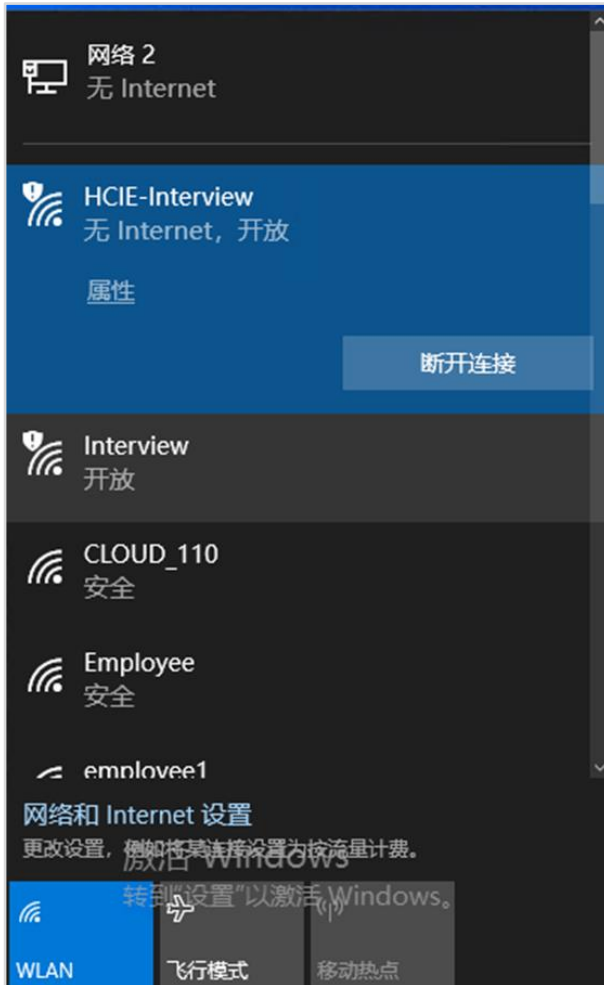 网络 2
无 Internet
HCIE-Interview
无 Internet，开放
属性
断开连接
Interview
开放
CLOUD_110
安全
Employee
安全
employee1
网络和 Internet 设置
更改设置，例如将某连接设置为按流量计费。
激活 Windows
转到"设置"以激活 Windows。
WLAN
飞行模式
移动热点